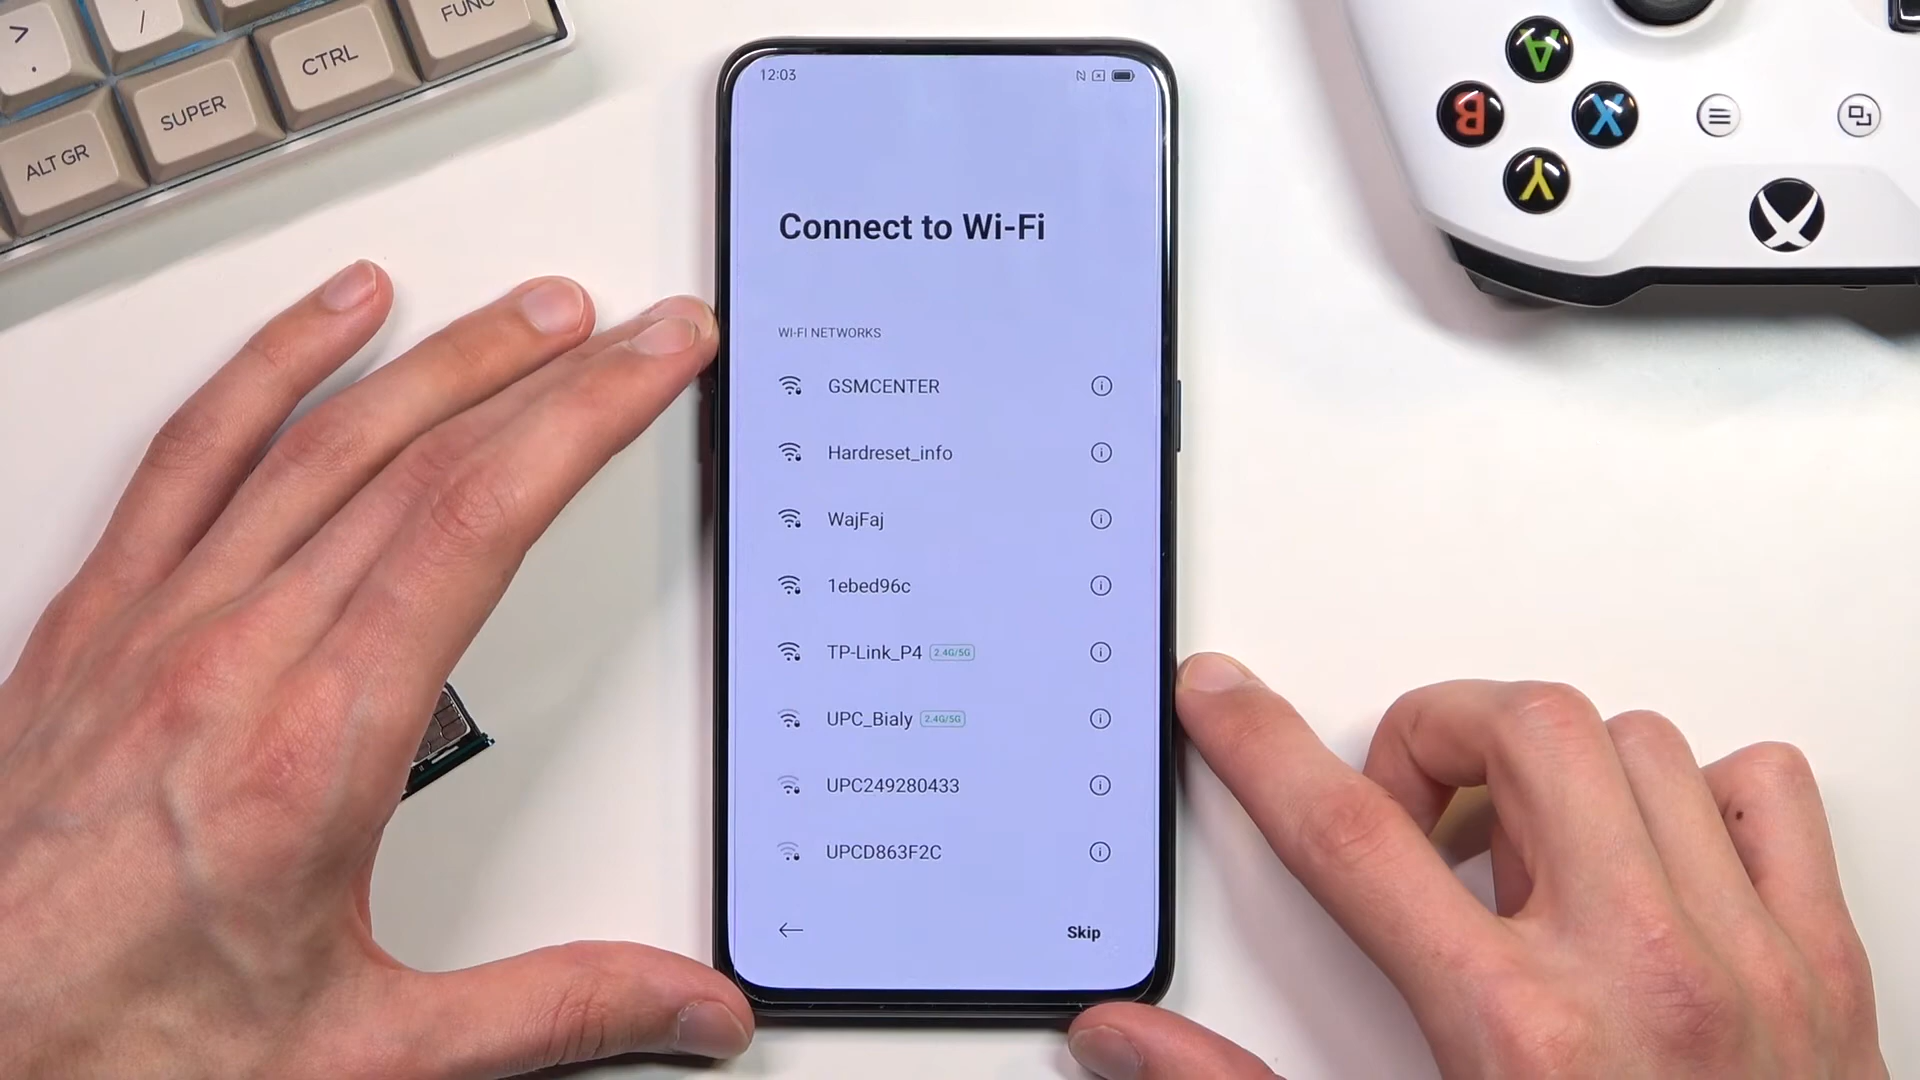 >
.
/
FUNC
CTRL
SUPER
ALT GR
A
B
X
Y
12:03
Connect to Wi-Fi
WI-FI NETWORKS
GSMCENTER
Hardreset_info
WajFaj
1ebed96c
TP-Link_P4 2.4G/5G
UPC_Bialy 2.4G/5G
UPC249280433
UPCD863F2C
Skip